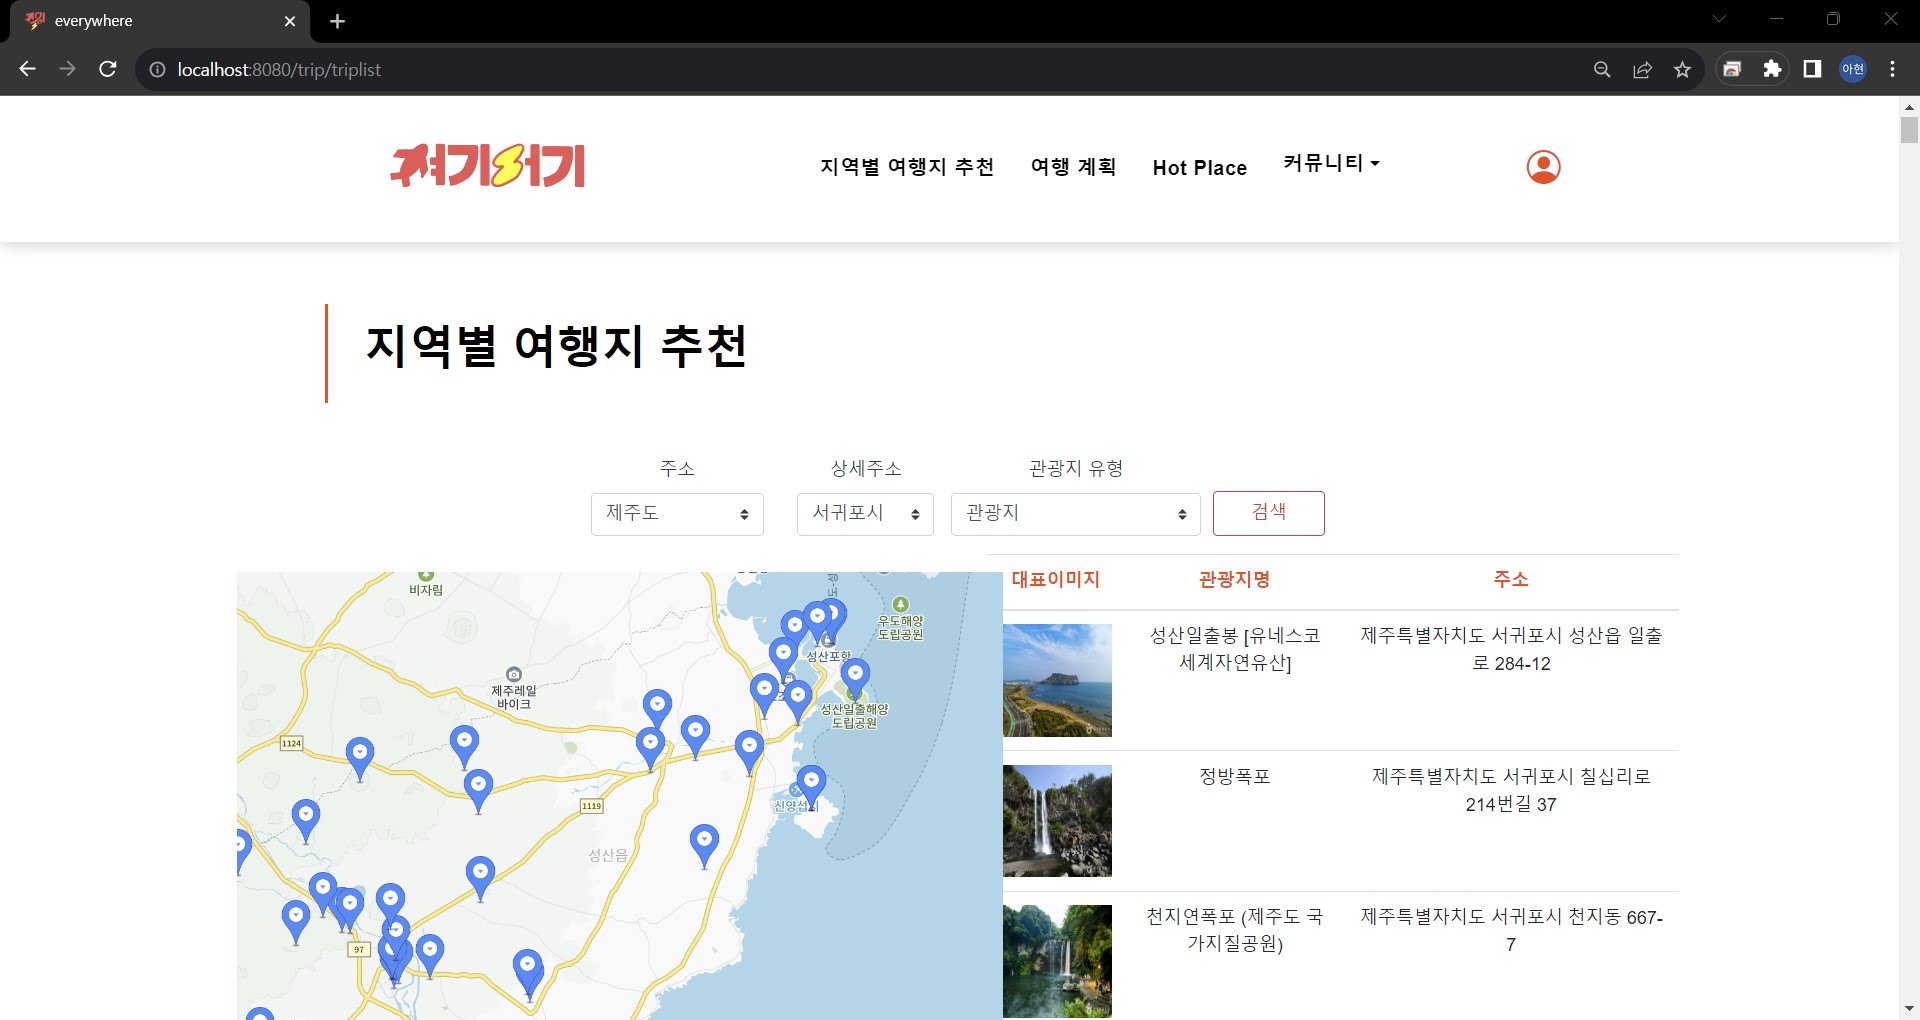 everywhere
localhost:8080/trip/triplist
아현
져기어기
지역별 여행지 추천
여행 계획
Hot Place
커뮤니티
지역별 여행지 추천
주소
상세주소
관광지 유형
제주도
서귀포시
관광지
검색
대표이미지
관광지명
주소
성산일출봉 [유네스코
세계자연유산]
제주특별자치도 서귀포시 성산읍 일출
로 284-12
정방폭포
제주특별자치도 서귀포시 칠십리로
214번길 37
천지연폭포 (제주도 국
가지질공원)
제주특별자치도 서귀포시 천지동 667-
7
비자림
우도해양
도립공원
성산포항
제주레일
바이크
성산일출해양
도립공원
1124
1119
성산읍
97